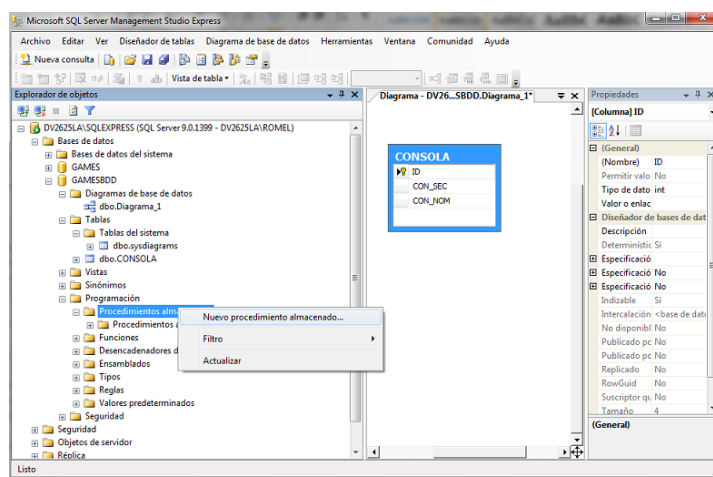 Microsoft SQL Server Management Studio Express
Archivo Editar Ver Diseñador de tablas Diagrama de base de datos Herramientas Ventana Comunidad Ayuda
Nueva consulta
Vista de tabla
Explorador de objetos
DV2625LA\SQLEXPRESS (SQL Server 9.0.1399 - DV2625LA\ROMEL)
Bases de datos
Bases de datos del sistema
GAMES
GAMESBDD
Diagramas de base de datos
dbo.Diagrama_1
Tablas
Tablas del sistema
dbo.sysdiagrams
dbo.CONSOLA
Vistas
Sinónimos
Programación
Procedimientos alm
Procedimientos a
Funciones
Desencadenadores d
Ensamblados
Tipos
Reglas
Valores predeterminados
Seguridad
Seguridad
Objetos de servidor
Réplica
Nuevo procedimiento almacenado...
Filtro
Actualizar
Diagrama - DV26...SBDD.Diagrama_1*
CONSOLA
ID
CON_SEC
CON_NOM
Propiedades
[Columna] ID
(General)
(Nombre) ID
Permitir valo No
Tipo de dato int
Valor o enlac
Diseñador de bases de dat
Descripción
Determinístic Sí
Especificació
Especificació No
Especificació No
Indizable Sí
Intercalación <base de dato
No disponibl No
Publicado pc No
Publicado pc No
Replicado No
RowGuid No
Suscriptor qu No
Tamaño 4
(General)
Listo